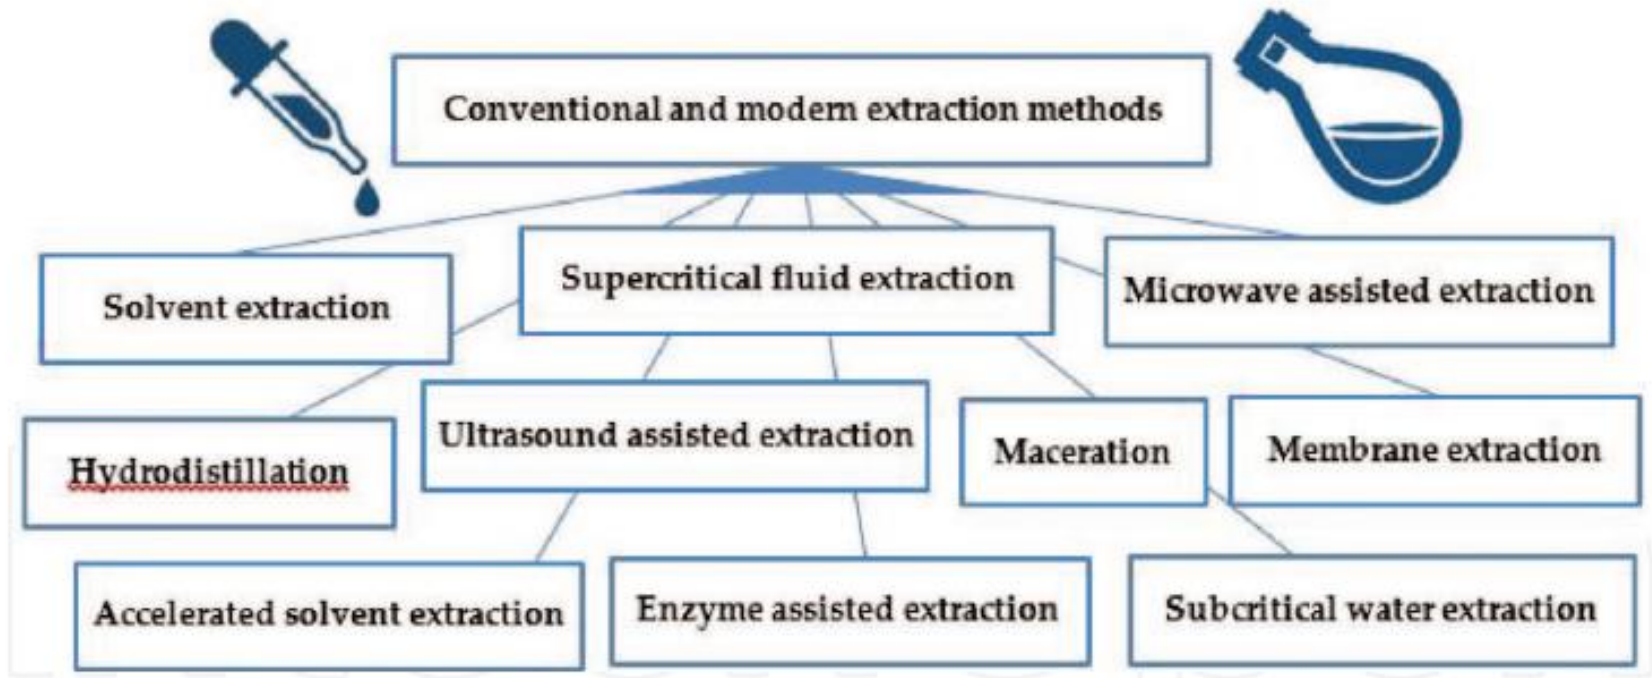 Conventional and modern extraction methods
Solvent extraction
Supercritical fluid extraction
Microwave assisted extraction
Hydrodistillation
Ultrasound assisted extraction
Maceration
Membrane extraction
Accelerated solvent extraction
Enzyme assisted extraction
Subcritical water extraction